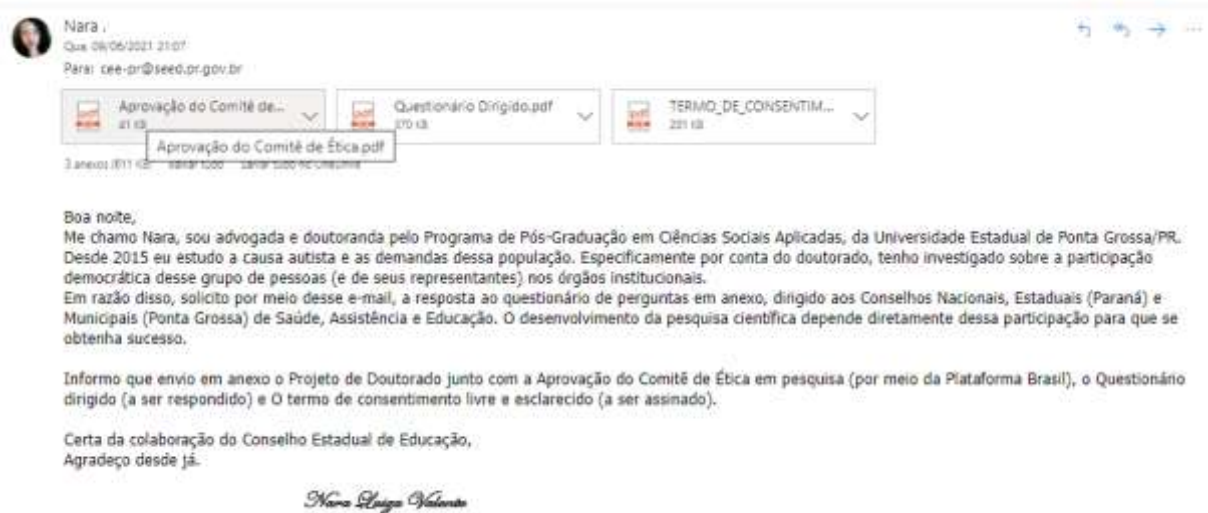 Nara .
Qua, 09/06/2021 21:07
Para: cee-pr@seed.pr.gov.br
Aprovação do Comitê de...
41 KB
Questionário Dirigido.pdf
370 KB
TERMO_DE_CONSENTIM...
201 KB
Aprovação do Comitê de Ética.pdf
3 anexos (611 KB)
Boa noite,
Me chamo Nara, sou advogada e doutoranda pelo Programa de Pós-Graduação em Ciências Sociais Aplicadas, da Universidade Estadual de Ponta Grossa/PR.
Desde 2015 eu estudo a causa autista e as demandas dessa população. Especificamente por conta do doutorado, tenho investigado sobre a participação
democrática desse grupo de pessoas (e de seus representantes) nos órgãos institucionais.
Em razão disso, solicito por meio desse e-mail, a resposta ao questionário de perguntas em anexo, dirigido aos Conselhos Nacionais, Estaduais (Paraná) e
Municipais (Ponta Grossa) de Saúde, Assistência e Educação. O desenvolvimento da pesquisa científica depende diretamente dessa participação para que se
obtenha sucesso.
Informo que envio em anexo o Projeto de Doutorado junto com a Aprovação do Comitê de Ética em pesquisa (por meio da Plataforma Brasil), o Questionário
dirigido (a ser respondido) e O termo de consentimento livre e esclarecido (a ser assinado).
Certa da colaboração do Conselho Estadual de Educação,
Agradeço desde já.
Nara Luiza Valente